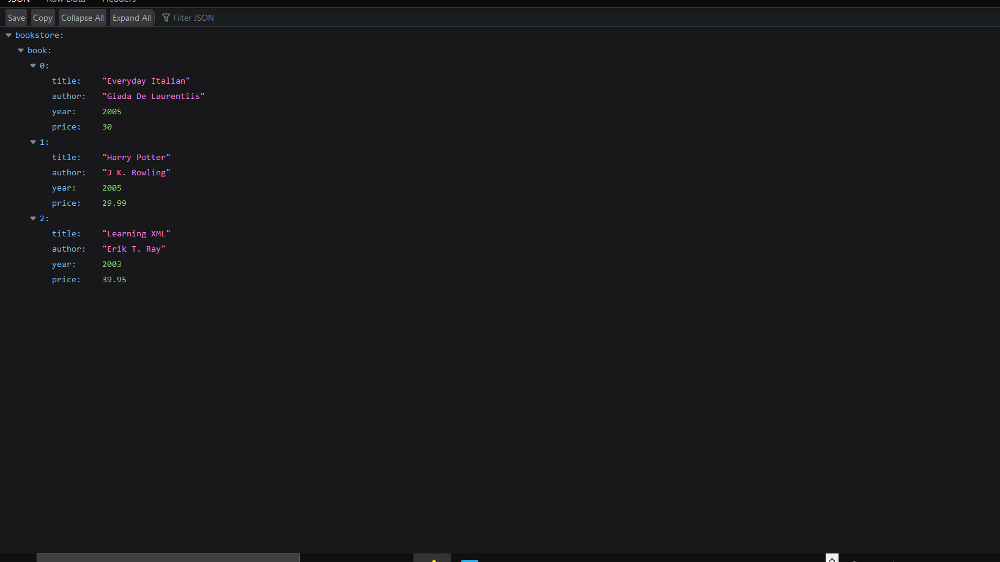 JSON Raw Data Headers
Save Copy Collapse All Expand All Filter JSON
bookstore:
book:
0:
title: "Everyday Italian"
author: "Giada De Laurentiis"
year: 2005
price: 30
1:
title: "Harry Potter"
author: "J K. Rowling"
year: 2005
price: 29.99
2:
title: "Learning XML"
author: "Erik T. Ray"
year: 2003
price: 39.95